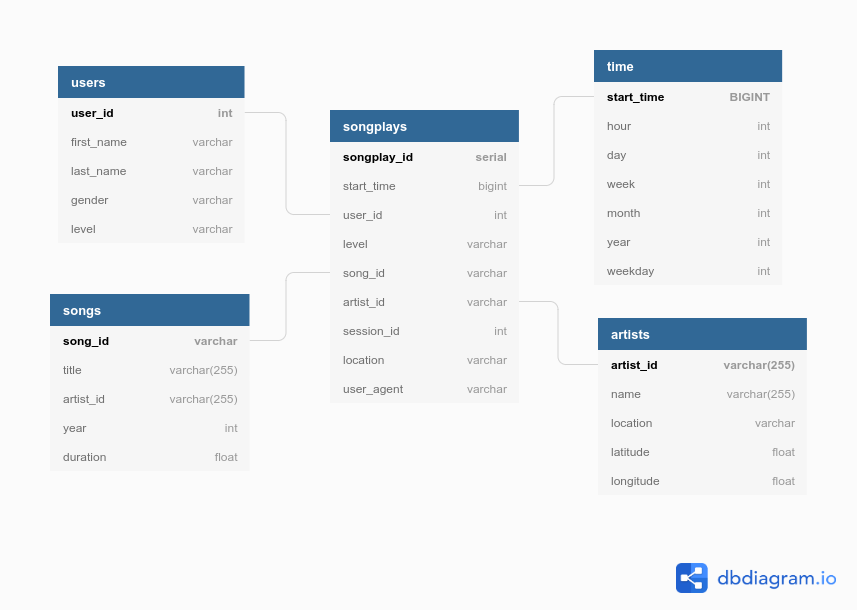 users
user_id int
first_name varchar
last_name varchar
gender varchar
level varchar
songs
song_id varchar
title varchar(255)
artist_id varchar(255)
year int
duration float
songplays
songplay_id serial
start_time bigint
user_id int
level varchar
song_id varchar
artist_id varchar
session_id int
location varchar
user_agent varchar
time
start_time BIGINT
hour int
day int
week int
month int
year int
weekday int
artists
artist_id varchar(255)
name varchar(255)
location varchar
latitude float
longitude float
dbdiagram.io